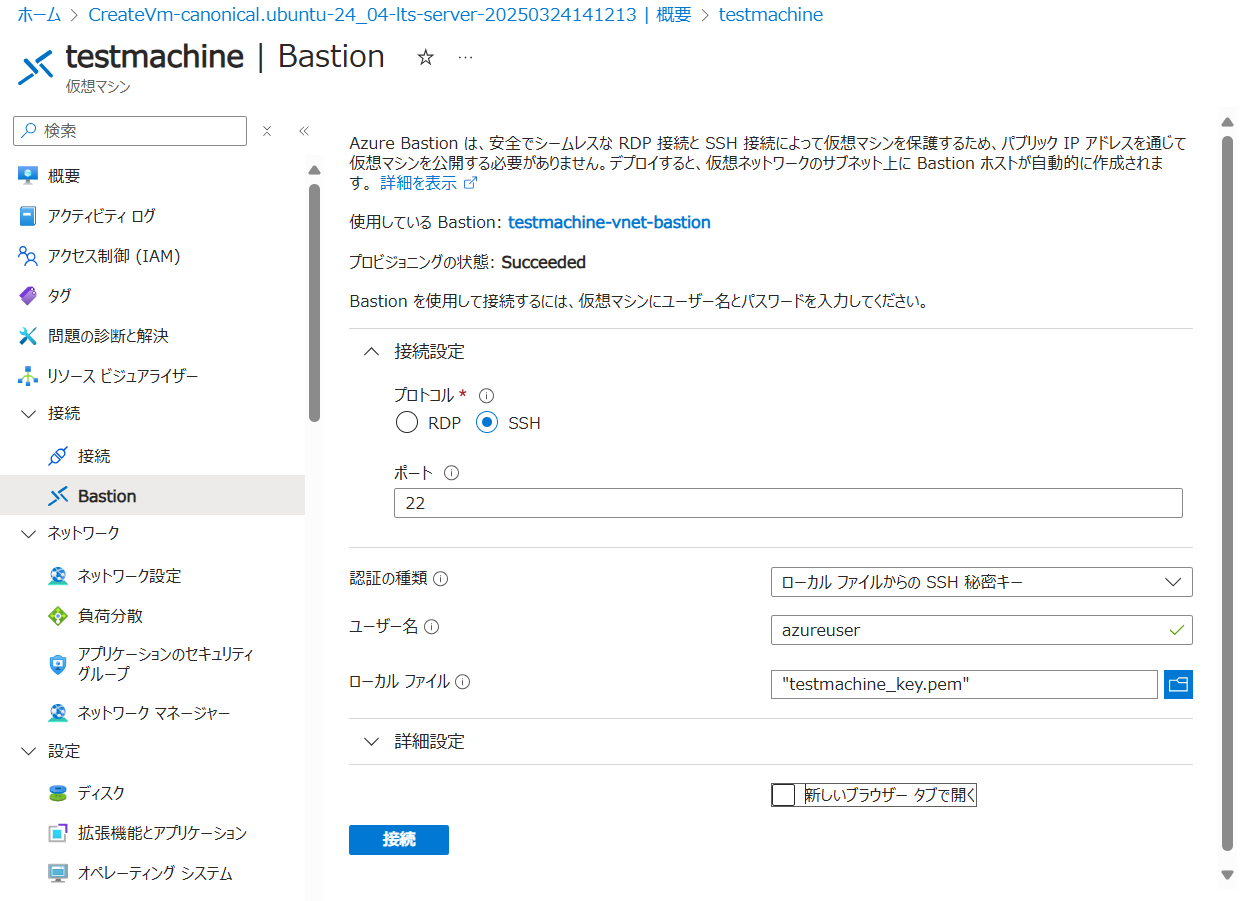 ホーム > CreateVm-canonical.ubuntu-24_04-lts-server-20250324141213 | 概要 > testmachine
testmachine | Bastion
仮想マシン
検索
概要
アクティビティ ログ
アクセス制御 (IAM)
タグ
問題の診断と解決
リソース ビジュアライザー
接続
接続
Bastion
ネットワーク
ネットワーク設定
負荷分散
アプリケーションのセキュリティ
グループ
ネットワーク マネージャー
設定
ディスク
拡張機能とアプリケーション
オペレーティング システム
Azure Bastion は、安全でシームレスな RDP 接続と SSH 接続によって仮想マシンを保護するため、パブリック IP アドレスを通じて
仮想マシンを公開する必要がありません。デプロイすると、仮想ネットワークのサブネット上に Bastion ホストが自動的に作成されま
す。 詳細を表示
使用している Bastion: testmachine-vnet-bastion
プロビジョニングの状態: Succeeded
Bastion を使用して接続するには、仮想マシンにユーザー名とパスワードを入力してください。
接続設定
プロトコル *
RDP SSH
ポート
22
認証の種類
ローカル ファイルからの SSH 秘密キー
ユーザー名
azureuser
ローカル ファイル
"testmachine_key.pem"
詳細設定
新しいブラウザー タブで開く
接続